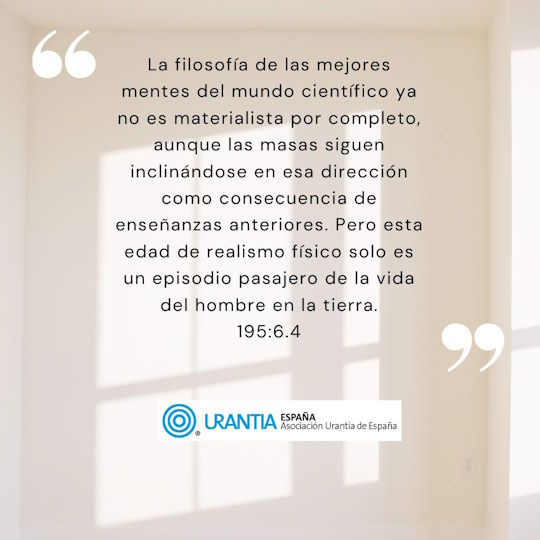 La filosofía de las mejores
mentes del mundo científico ya
no es materialista por completo,
aunque las masas siguen
inclinándose en esa dirección
como consecuencia de
enseñanzas anteriores. Pero esta
edad de realismo físico solo es
un episodio pasajero de la vida
del hombre en la tierra.
195:6.4
URANTIA ESPAÑA
Asociación Urantia de España